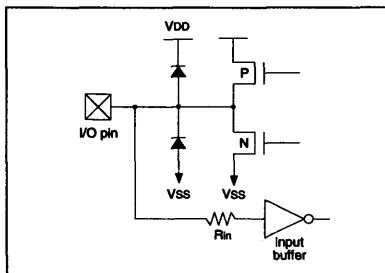 VDD
P
I/O pin
N
VSS
VSS
Rin
Input
buffer